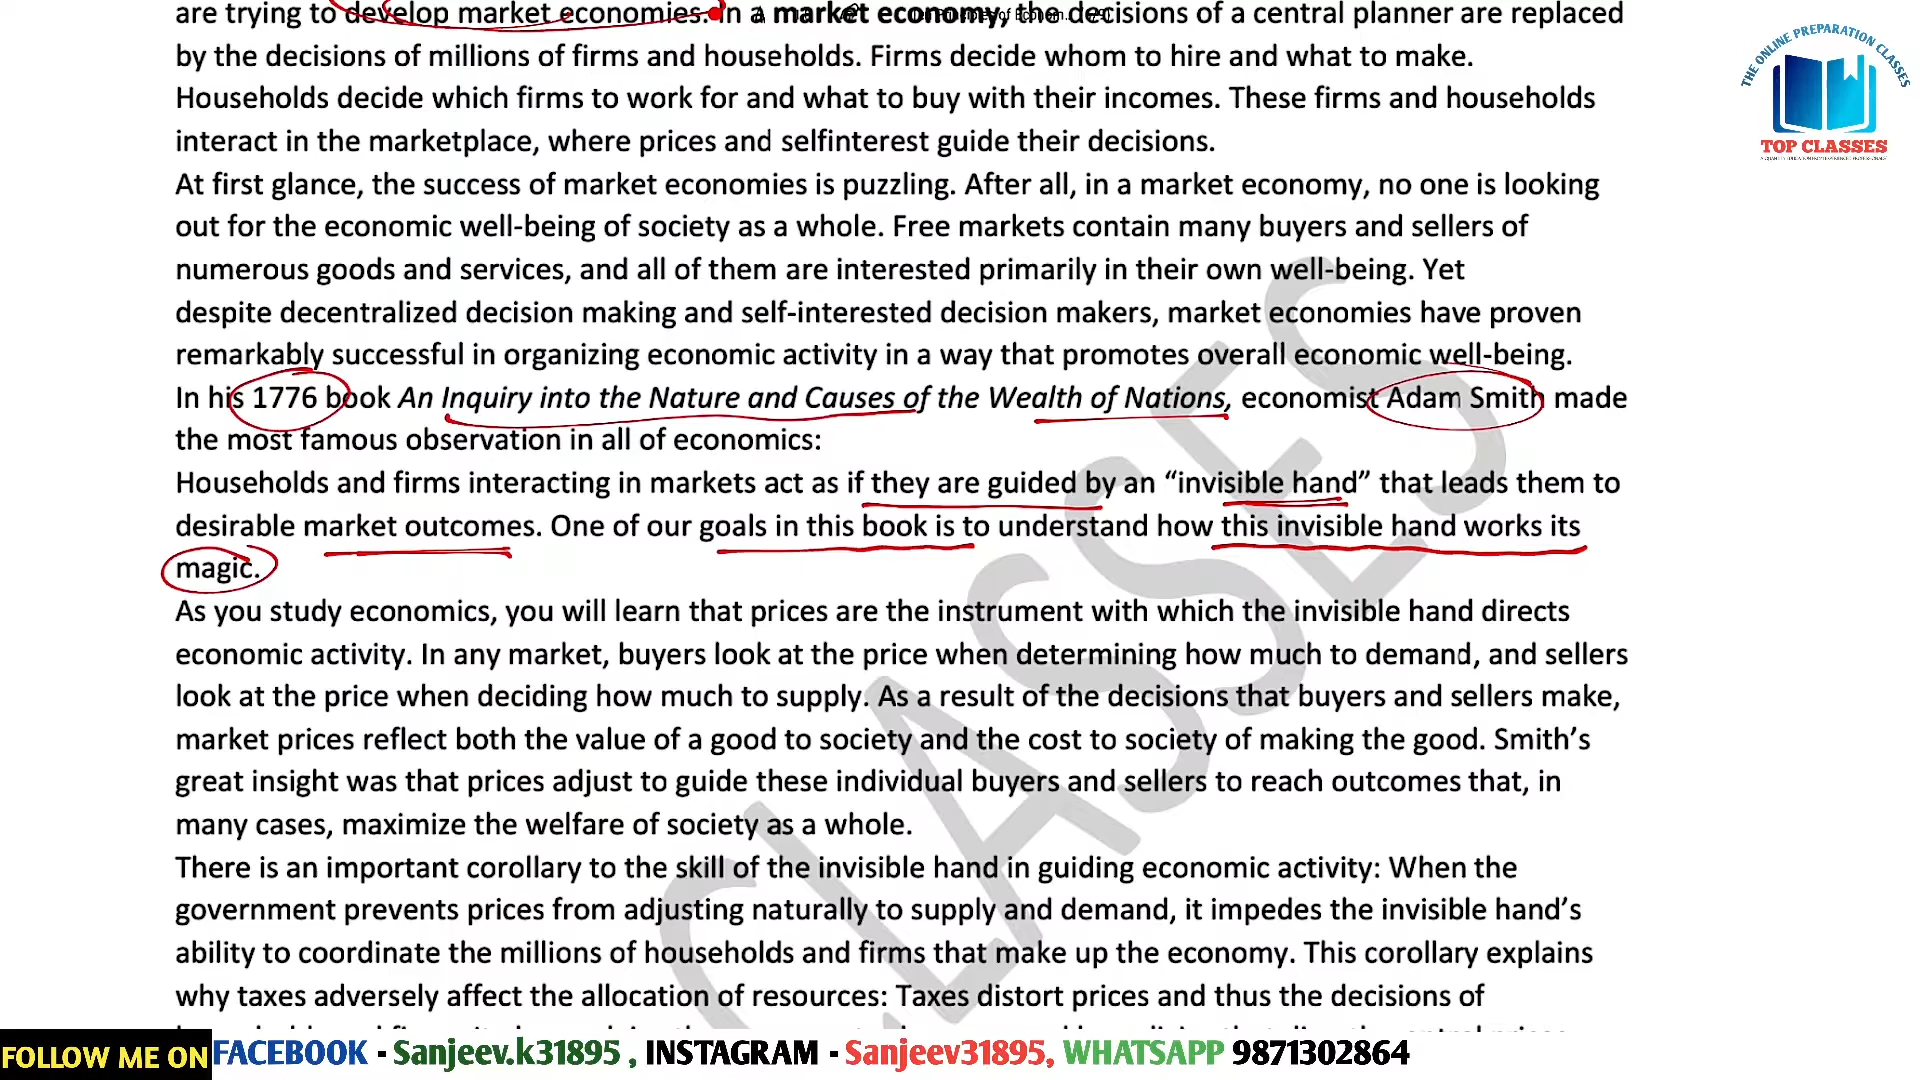 are trying to develop market economies. In a market economy, the decisions of a central planner are replaced
by the decisions of millions of firms and households. Firms decide whom to hire and what to make.
Households decide which firms to work for and what to buy with their incomes. These firms and households
interact in the marketplace, where prices and selfinterest guide their decisions.
At first glance, the success of market economies is puzzling. After all, in a market economy, no one is looking
out for the economic well-being of society as a whole. Free markets contain many buyers and sellers of
numerous goods and services, and all of them are interested primarily in their own well-being. Yet
despite decentralized decision making and self-interested decision makers, market economies have proven
remarkably successful in organizing economic activity in a way that promotes overall economic well-being.
In his 1776 book An Inquiry into the Nature and Causes of the Wealth of Nations, economist Adam Smith made
the most famous observation in all of economics:
Households and firms interacting in markets act as if they are guided by an “invisible hand” that leads them to
desirable market outcomes. One of our goals in this book is to understand how this invisible hand works its
magic.
As you study economics, you will learn that prices are the instrument with which the invisible hand directs
economic activity. In any market, buyers look at the price when determining how much to demand, and sellers
look at the price when deciding how much to supply. As a result of the decisions that buyers and sellers make,
market prices reflect both the value of a good to society and the cost to society of making the good. Smith’s
great insight was that prices adjust to guide these individual buyers and sellers to reach outcomes that, in
many cases, maximize the welfare of society as a whole.
There is an important corollary to the skill of the invisible hand in guiding economic activity: When the
government prevents prices from adjusting naturally to supply and demand, it impedes the invisible hand’s
ability to coordinate the millions of households and firms that make up the economy. This corollary explains
why taxes adversely affect the allocation of resources: Taxes distort prices and thus the decisions of
CLASSES
THE ONLINE PREPARATION CLASSES
TOP CLASSES
FOLLOW ME ON FACEBOOK - Sanjeev.k31895 , INSTAGRAM - Sanjeev31895, WHATSAPP 9871302864